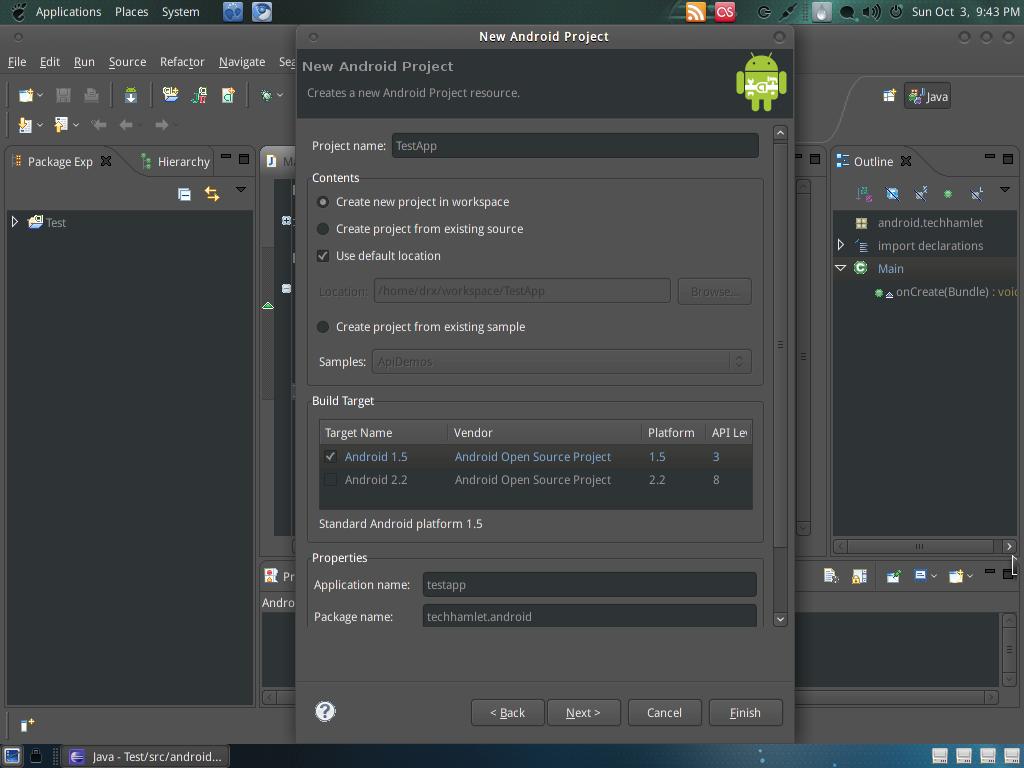 Applications Places System
Sun Oct 3, 9:43 PM
New Android Project
File Edit Run Source Refactor Navigate
New Android Project
Creates a new Android Project resource.
Java
Project name: TestApp
Package Exp Hierarchy
Outline
Contents
Create new project in workspace
Create project from existing source
Use default location
Location: /home/drx/workspace/TestApp Browse...
Create project from existing sample
Samples: ApiDemos
Test
android.techhamlet
import declarations
Main
onCreate(Bundle) : void
Build Target
Target Name Vendor Platform API Lev
Android 1.5 Android Open Source Project 1.5 3
Android 2.2 Android Open Source Project 2.2 8
Standard Android platform 1.5
Properties
Application name: testapp
Package name: techhamlet.android
Pr
Andro
? < Back Next > Cancel Finish
Java - Test/src/android...